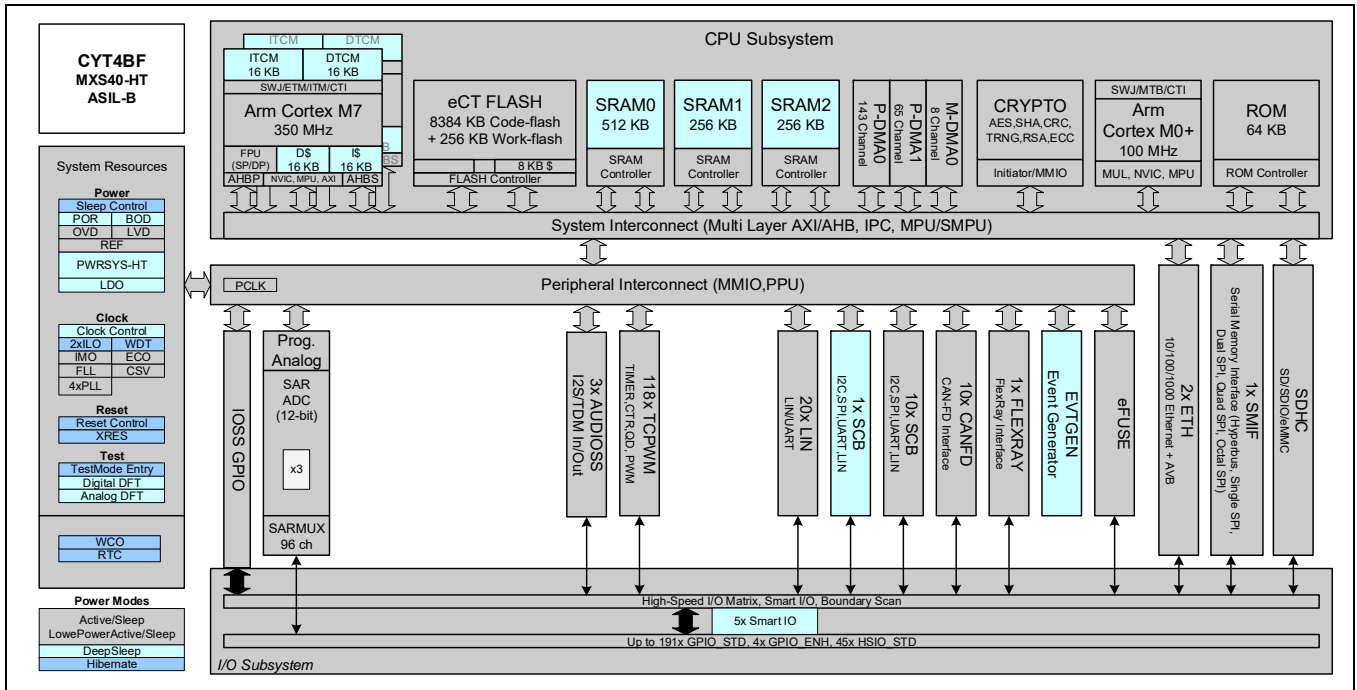 CYT4BF
MXS40-HT
ASIL-B
System Resources
Power
Sleep Control
POR BOD
OVD LVD
REF
PWRSYS-HT
LDO
Clock
Clock Control
2xILO WDT
IMO ECO
FLL CSV
4xPLL
Reset
Reset Control
XRES
Test
TestMode Entry
Digital DFT
Analog DFT
WCO
RTC
Power Modes
Active/Sleep
LowePowerActive/Sleep
DeepSleep
Hibernate
CPU Subsystem
ITCM DTCM
ITCM
16 KB
DTCM
16 KB
SWJ/ETM/ITM/CTI
Arm Cortex M7
350 MHz
FPU
(SP/DP)
D$
16 KB
I$
16 KB
AHBP NVIC, MPU, AXI AHBS
eCT FLASH
8384 KB Code-flash
+ 256 KB Work-flash
8 KB $
FLASH Controller
SRAM0
512 KB
SRAM
Controller
SRAM1
256 KB
SRAM
Controller
SRAM2
256 KB
SRAM
Controller
P-DMA0
143 Channel
P-DMA1
65 Channel
M-DMA0
8 Channel
CRYPTO
AES,SHA,CRC,
TRNG,RSA,ECC
Initiator/MMIO
SWJ/MTB/CTI
Arm
Cortex M0+
100 MHz
MUL, NVIC, MPU
ROM
64 KB
ROM Controller
System Interconnect (Multi Layer AXI/AHB, IPC, MPU/SMPU)
PCLK
Peripheral Interconnect (MMIO,PPU)
IOSS GPIO
Prog.
Analog
SAR
ADC
(12-bit)
x3
SARMUX
96 ch
3x AUDIOSS
I2S/TDM In/Out
118x TCPWM
TIMER,CTR,QD, PWM
20x LIN
LIN/UART
1x SCB
I2C,SPI,UART,LIN
10x SCB
I2C,SPI,UART,LIN
10x CANFD
CAN-FD Interface
1x FLEXRAY
FlexRay Interface
EVTGEN
Event Generator
eFUSE
2x ETH
10/100/1000 Ethernet + AVB
1x SMIF
Serial Memory Interface (Hyperbus, Single SPI,
Dual SPI, Quad SPI, Octal SPI)
SDHC
SD/SDIO/eMMC
High-Speed I/O Matrix, Smart I/O, Boundary Scan
5x Smart IO
Up to 191x GPIO_STD, 4x GPIO_ENH, 45x HSIO_STD
I/O Subsystem